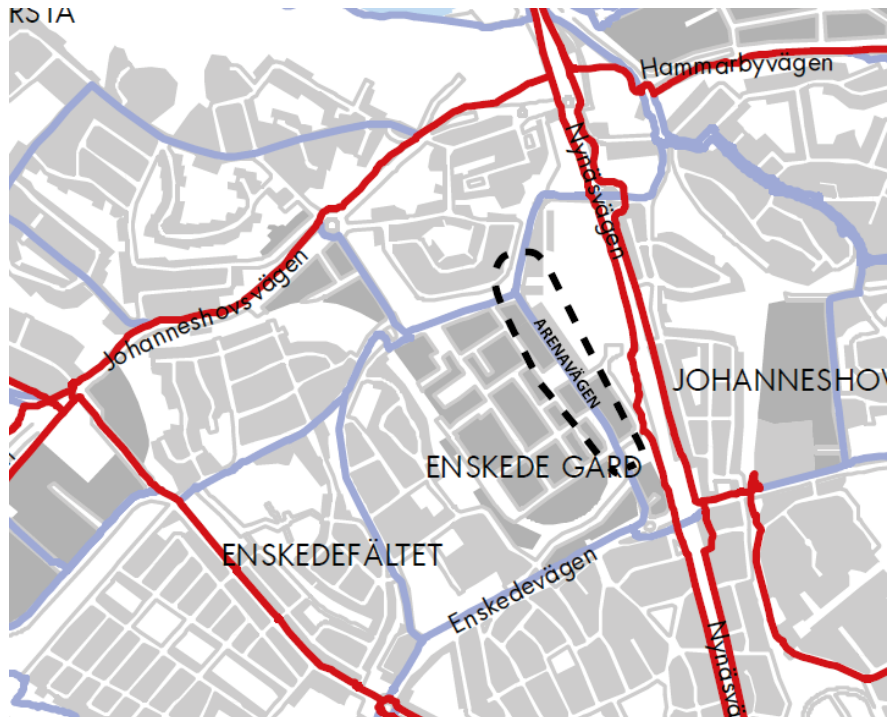 RSTA
Hammarbyvägen
Nynäsvägen
Johanneshovsvägen
ARENAVÄGEN
JOHANNESHOV
ENSKEDE GÅRD
ENSKEDEFÄLTET
Enskedevägen
Nynäsvä